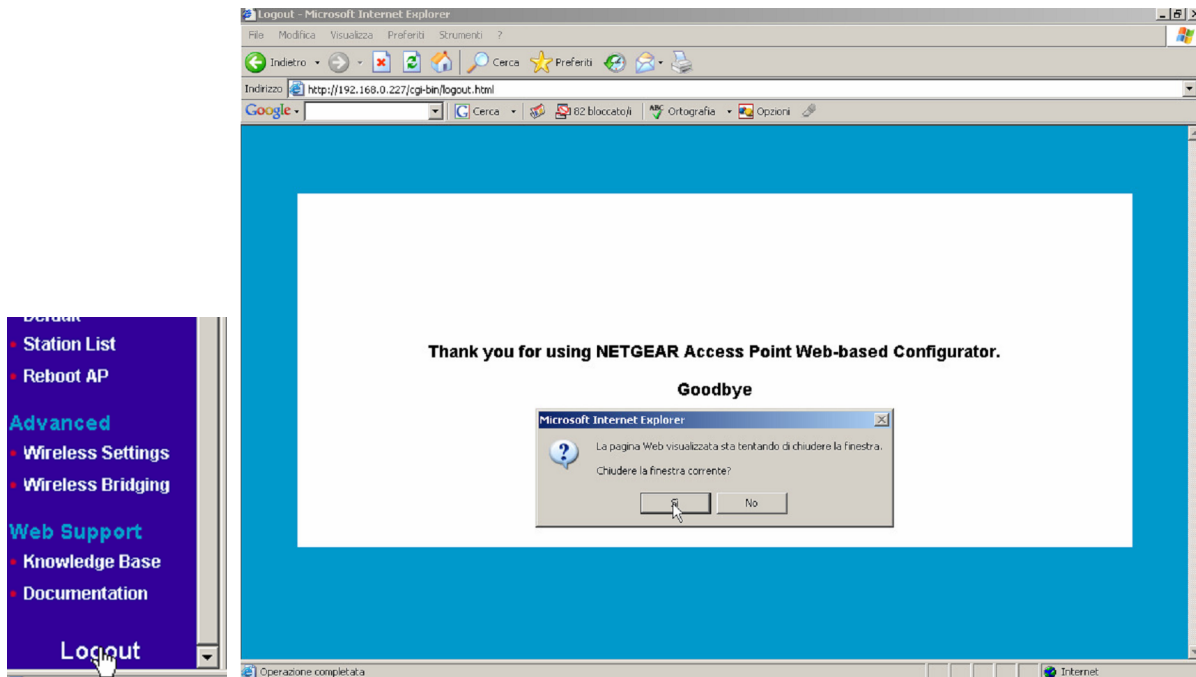 Station List
Reboot AP
Advanced
Wireless Settings
Wireless Bridging
Web Support
Knowledge Base
Documentation
Logout
Logout - Microsoft Internet Explorer
File Modifica Visualizza Preferiti Strumenti ?
Indietro Cerca Preferiti
Indirizzo http://192.168.0.227/cgi-bin/logout.html
Google Cerca 82 bloccato/i ABC Ortografia Opzioni
Thank you for using NETGEAR Access Point Web-based Configurator.
Goodbye
Microsoft Internet Explorer
La pagina Web visualizzata sta tentando di chiudere la finestra.
Chiudere la finestra corrente?
No
Operazione completata Internet